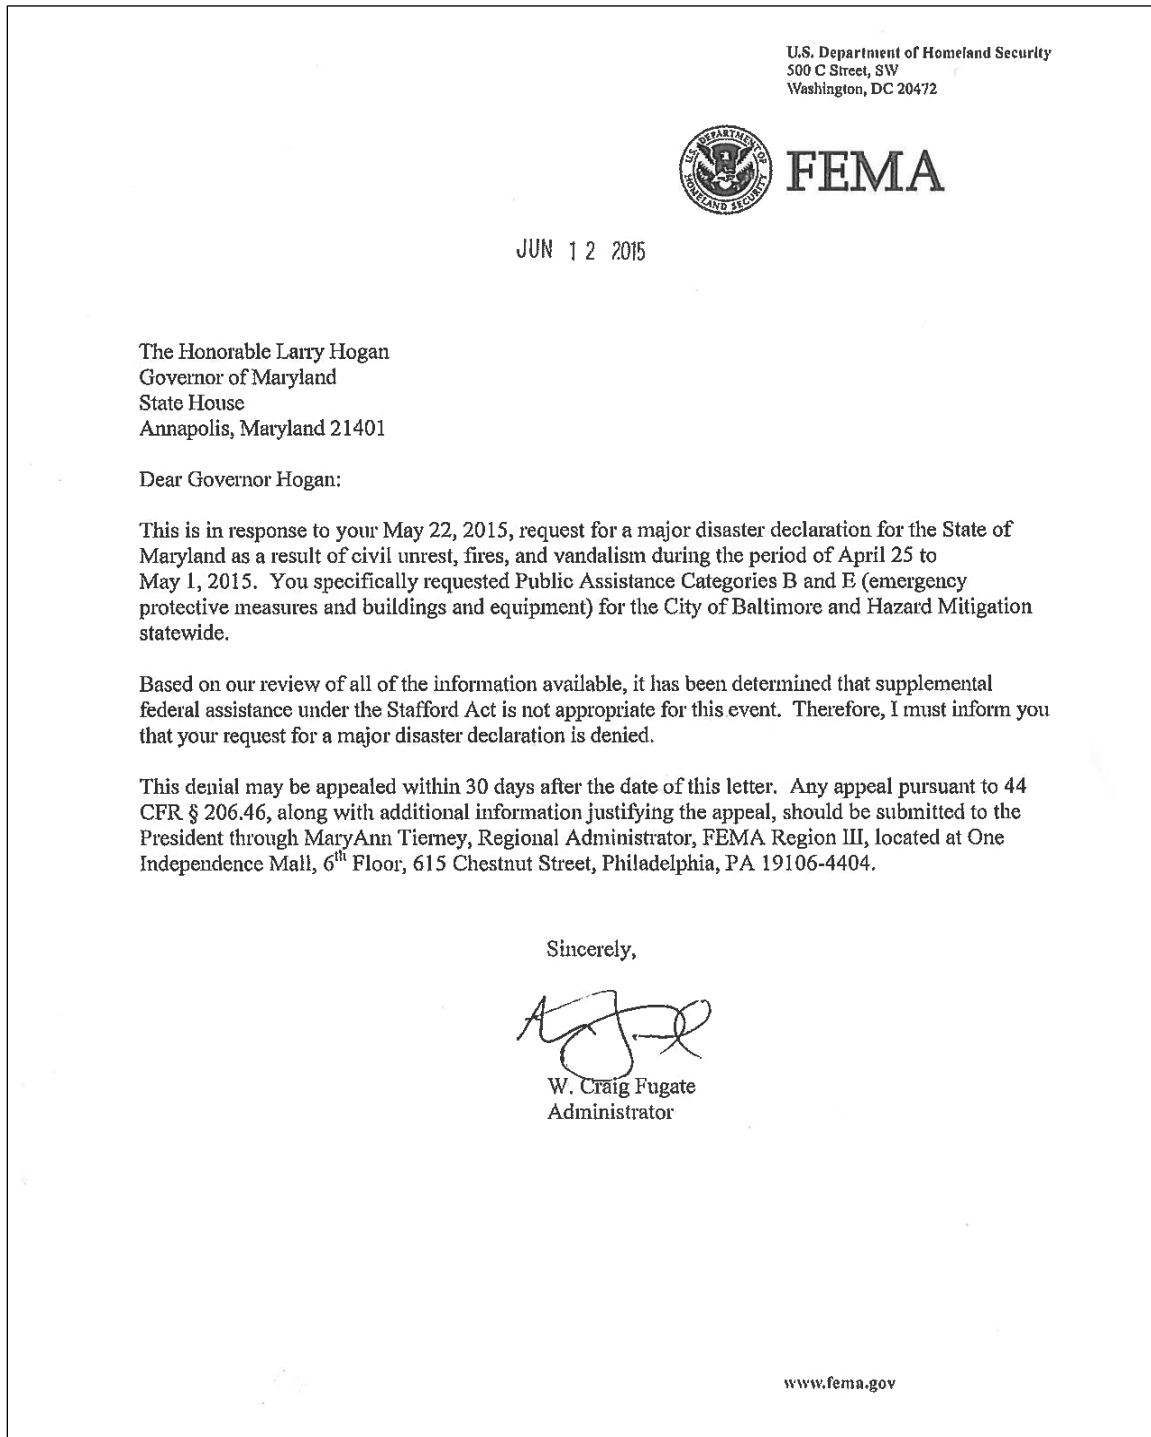 U.S. Department of Homeland Security
500 C Street, SW
Washington, DC 20472
U.S. DEPARTMENT OF HOMELAND SECURITY
FEMA
JUN 12 2015
The Honorable Larry Hogan
Governor of Maryland
State House
Annapolis, Maryland 21401
Dear Governor Hogan:
This is in response to your May 22, 2015, request for a major disaster declaration for the State of
Maryland as a result of civil unrest, fires, and vandalism during the period of April 25 to
May 1, 2015.  You specifically requested Public Assistance Categories B and E (emergency
protective measures and buildings and equipment) for the City of Baltimore and Hazard Mitigation
statewide.
Based on our review of all of the information available, it has been determined that supplemental
federal assistance under the Stafford Act is not appropriate for this event.  Therefore, I must inform you
that your request for a major disaster declaration is denied.
This denial may be appealed within 30 days after the date of this letter.  Any appeal pursuant to 44
CFR § 206.46, along with additional information justifying the appeal, should be submitted to the
President through MaryAnn Tierney, Regional Administrator, FEMA Region III, located at One
Independence Mall, 6th Floor, 615 Chestnut Street, Philadelphia, PA 19106-4404.
Sincerely,
W. Craig Fugate
Administrator
www.fema.gov